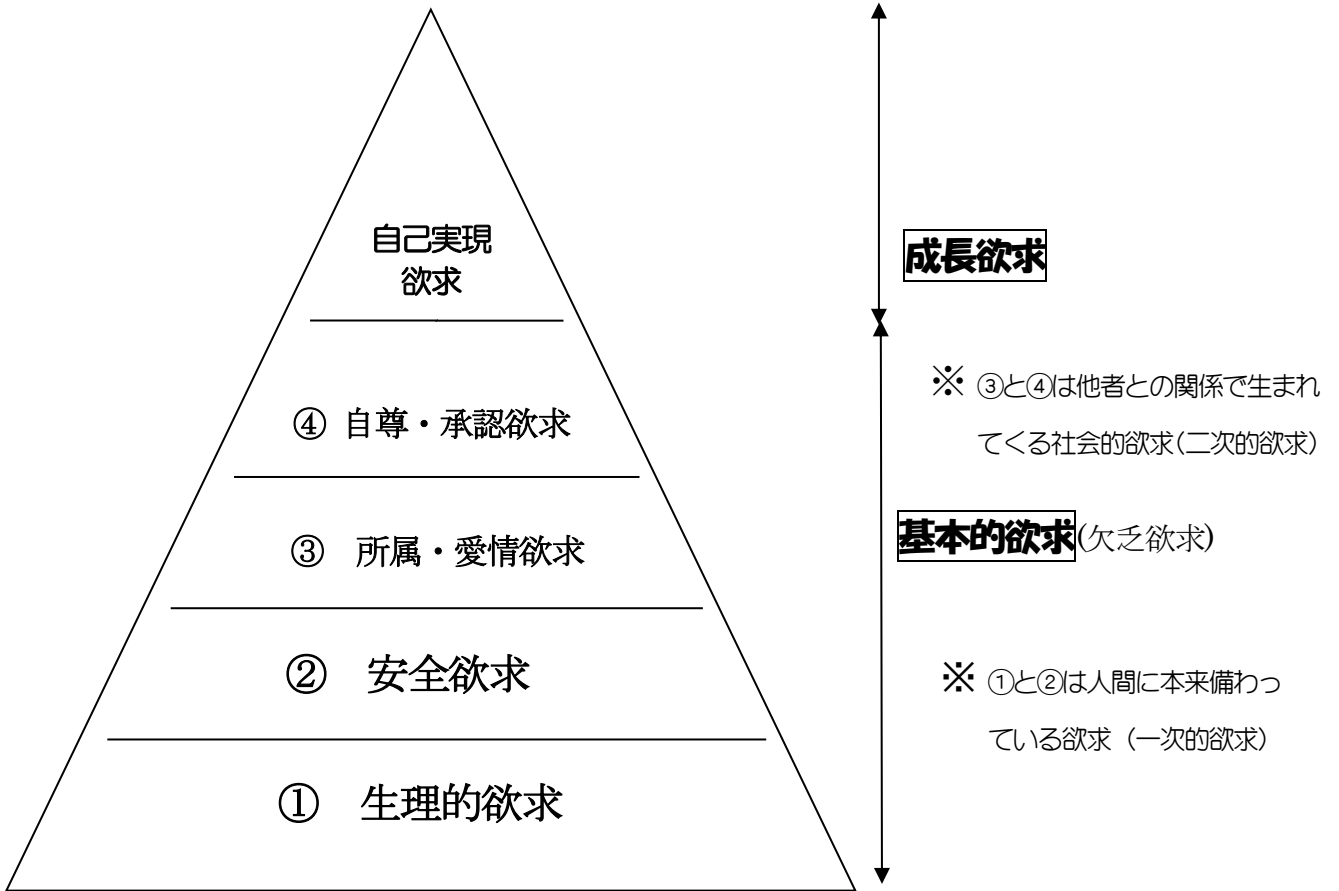 自己実現
欲求
成長欲求
※ ③と④は他者との関係で生まれ
てくる社会的欲求(二次的欲求)
④ 自尊・承認欲求
基本的欲求(欠乏欲求)
③ 所属・愛情欲求
② 安全欲求
※ ①と②は人間に本来備わっ
ている欲求（一次的欲求）
① 生理的欲求